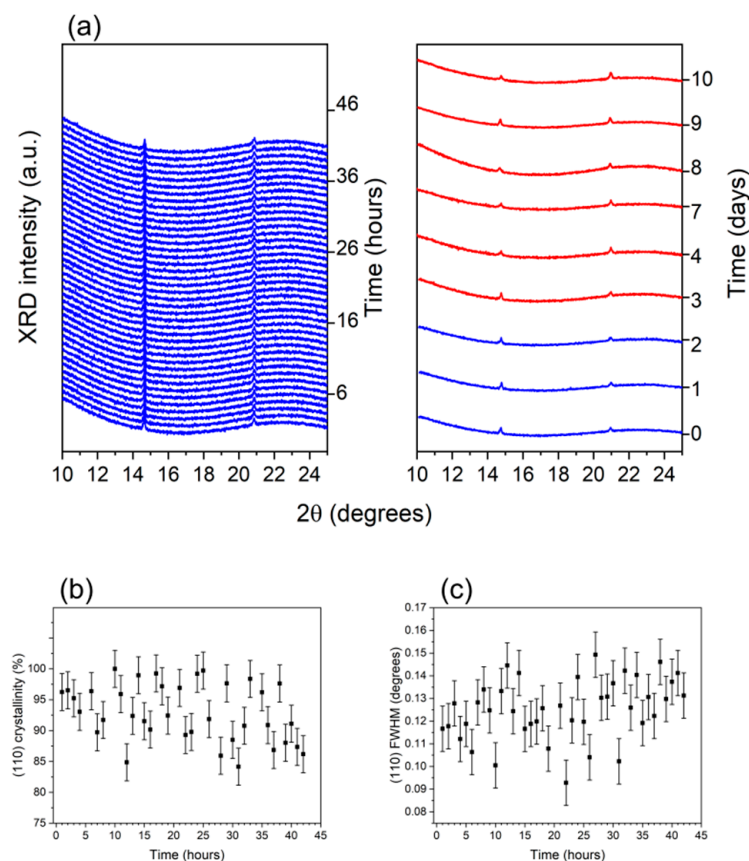 (a)
XRD intensity (a.u.)
46
36
26
16
6
Time (hours)
10 12 14 16 18 20 22 24
10
9
8
7
4
3
2
1
0
Time (days)
10 12 14 16 18 20 22 24
2θ (degrees)
(b)
(110) crystallinity (%)
100
95
90
85
80
75
0 5 10 15 20 25 30 35 40 45
Time (hours)
(c)
(110) FWHM (degrees)
0.17
0.16
0.15
0.14
0.13
0.12
0.11
0.10
0.09
0.08
0 5 10 15 20 25 30 35 40 45
Time (hours)